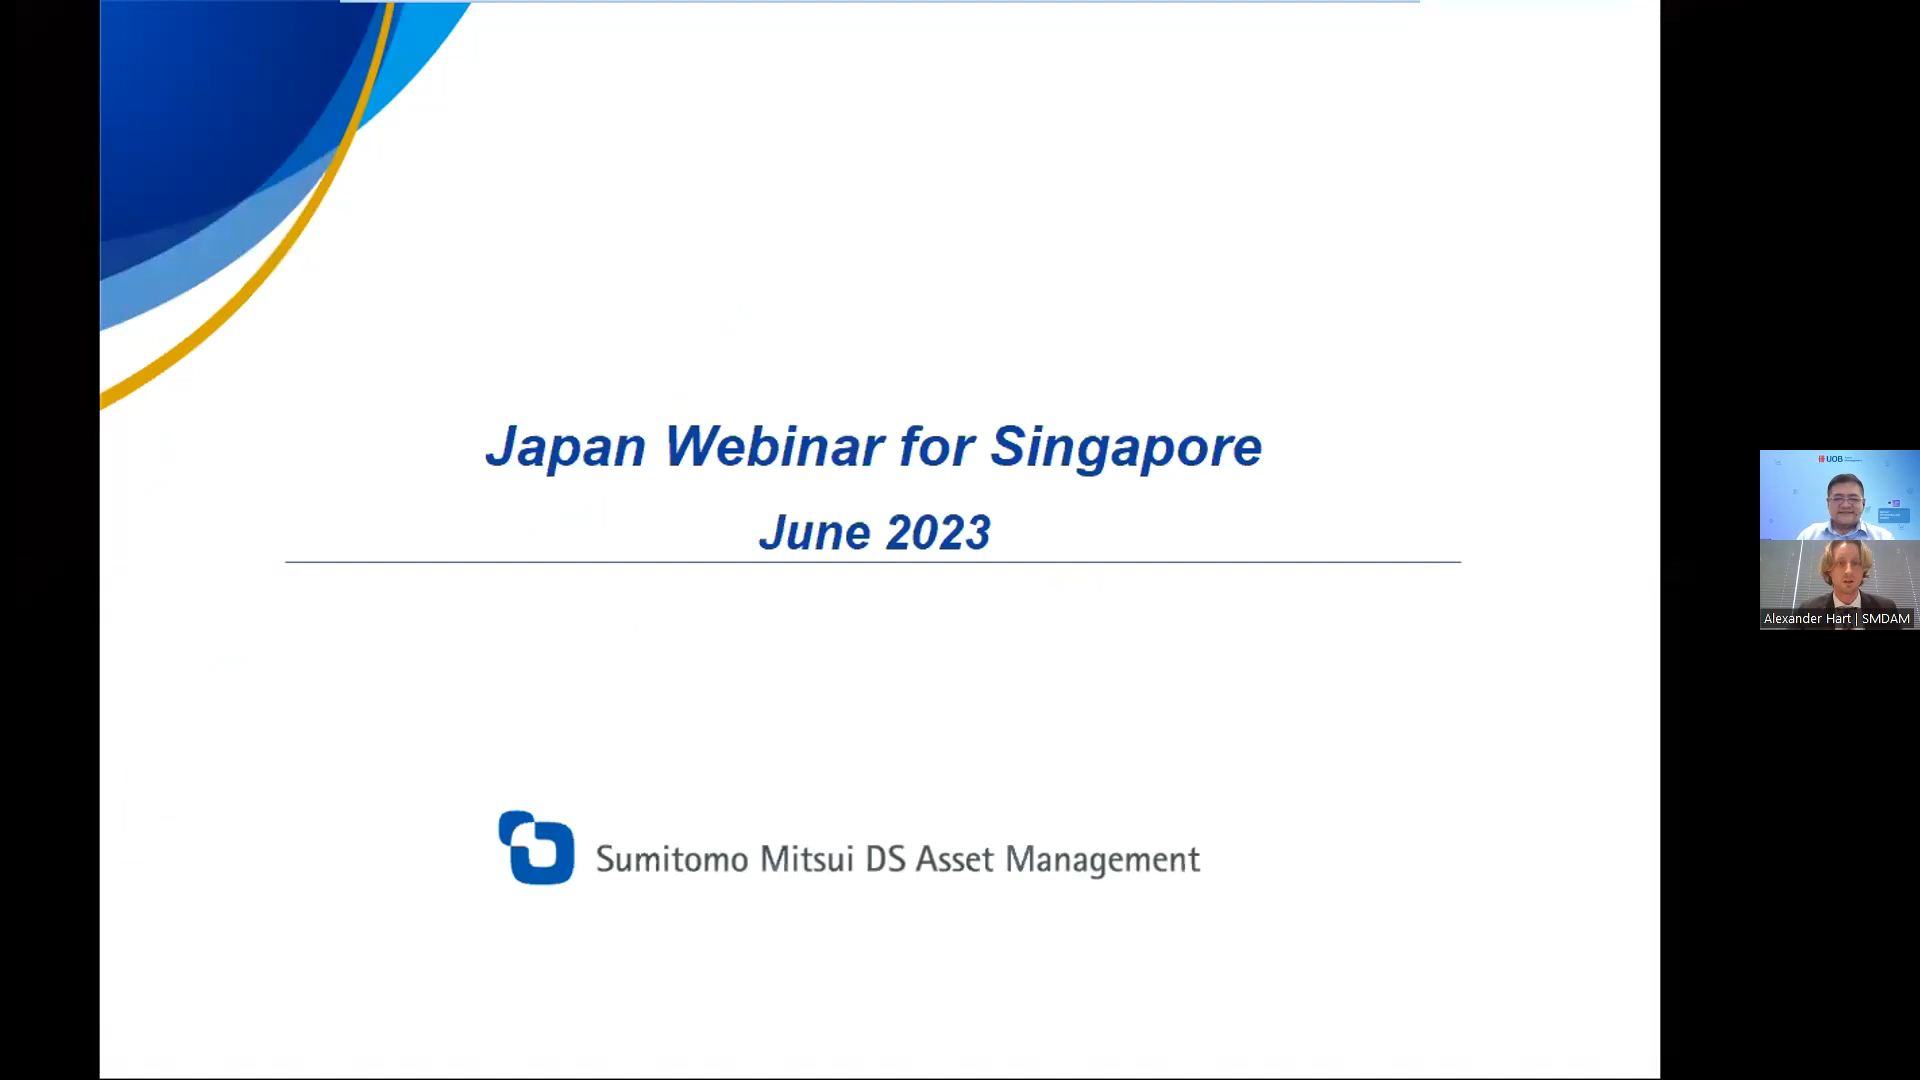 Japan Webinar for Singapore
June 2023
Sumitomo Mitsui DS Asset Management
UOB
Alexander Hart | SMDAM